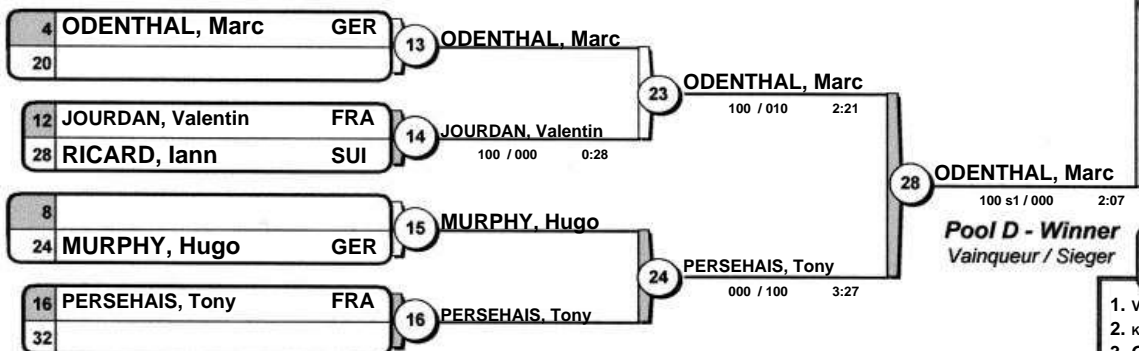 4 ODENTHAL, Marc GER
20
13 ODENTHAL, Marc
12 JOURDAN, Valentin FRA
28 RICARD, Iann SUI
14 JOURDAN, Valentin
100 / 000 0:28
23 ODENTHAL, Marc
100 / 010 2:21
8
24 MURPHY, Hugo GER
15 MURPHY, Hugo
16 PERSEHAIS, Tony FRA
32
16 PERSEHAIS, Tony
24 PERSEHAIS, Tony
000 / 100 3:27
28 ODENTHAL, Marc
100 s1 / 000 2:07
Pool D - Winner
Vainqueur / Sieger
1.
2.